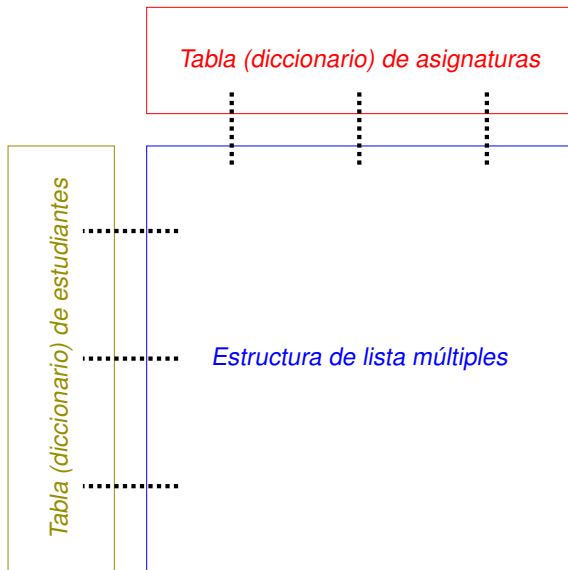 Tabla (diccionario) de asignaturas
Tabla (diccionario) de estudiantes
Estructura de lista múltiples